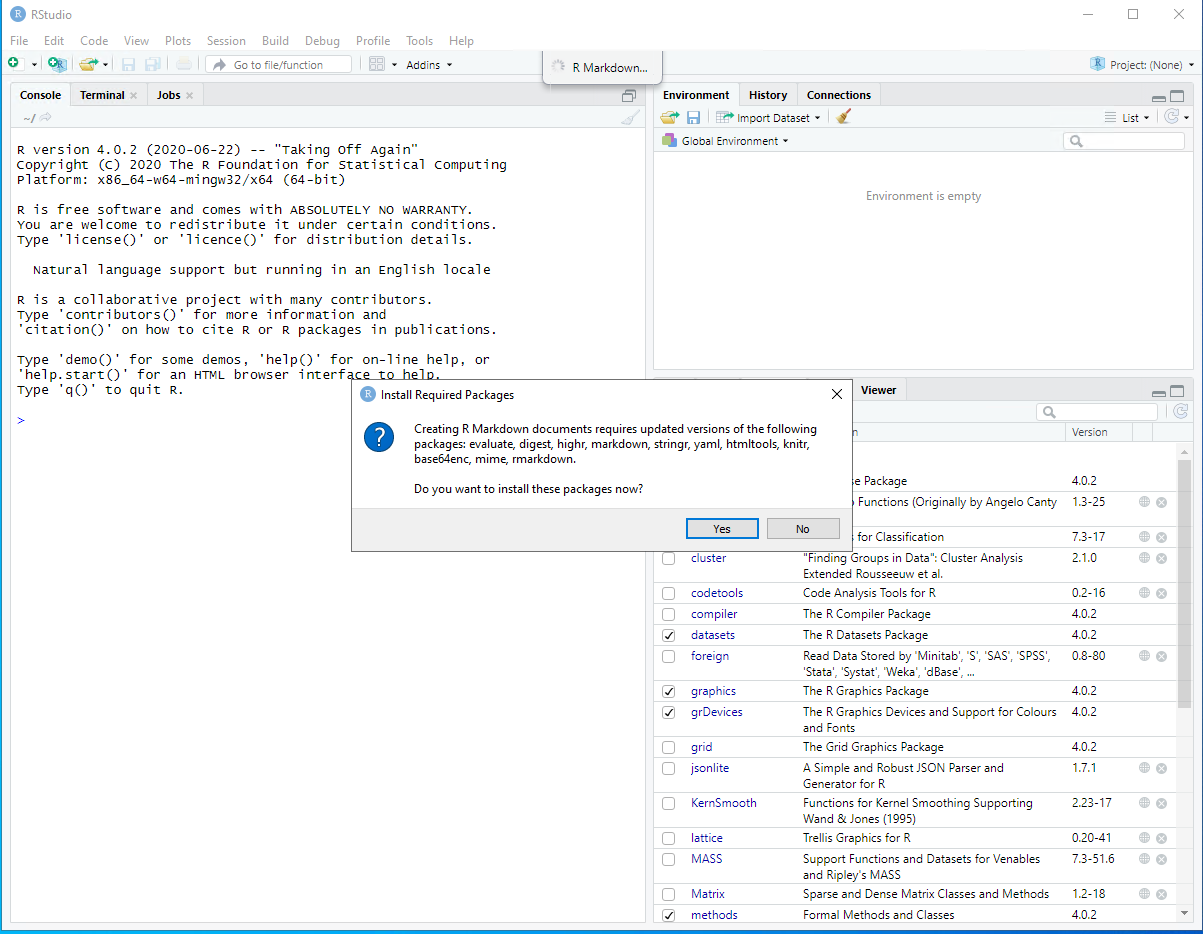 RStudio
File Edit Code View Plots Session Build Debug Profile Tools Help
Go to file/function Addins R Markdown... Project: (None)
Console Terminal Jobs
~/
R version 4.0.2 (2020-06-22) -- "Taking Off Again"
Copyright (C) 2020 The R Foundation for Statistical Computing
Platform: x86_64-w64-mingw32/x64 (64-bit)
R is free software and comes with ABSOLUTELY NO WARRANTY.
You are welcome to redistribute it under certain conditions.
Type 'license()' or 'licence()' for distribution details.
Natural language support but running in an English locale
R is a collaborative project with many contributors.
Type 'contributors()' for more information and
'citation()' on how to cite R or R packages in publications.
Type 'demo()' for some demos, 'help()' for on-line help, or
'help.start()' for an HTML browser interface to help.
Type 'q()' to quit R.
>
Environment History Connections
Import Dataset List
Global Environment
Environment is empty
Install Required Packages
Creating R Markdown documents requires updated versions of the following
packages: evaluate, digest, highr, markdown, stringr, yaml, htmltools, knitr,
base64enc, mime, rmarkdown.
Do you want to install these packages now?
Yes No
Viewer
Version
Package 4.0.2
Functions (Originally by Angelo Canty 1.3-25
for Classification 7.3-17
cluster "Finding Groups in Data": Cluster Analysis 2.1.0
Extended Rousseeuw et al.
codetools Code Analysis Tools for R 0.2-16
compiler The R Compiler Package 4.0.2
datasets The R Datasets Package 4.0.2
foreign Read Data Stored by 'Minitab', 'S', 'SAS', 'SPSS', 0.8-80
'Stata', 'Systat', 'Weka', 'dBase', ...
graphics The R Graphics Package 4.0.2
grDevices The R Graphics Devices and Support for Colours 4.0.2
and Fonts
grid The Grid Graphics Package 4.0.2
jsonlite A Simple and Robust JSON Parser and 1.7.1
Generator for R
KernSmooth Functions for Kernel Smoothing Supporting 2.23-17
Wand & Jones (1995)
lattice Trellis Graphics for R 0.20-41
MASS Support Functions and Datasets for Venables 7.3-51.6
and Ripley's MASS
Matrix Sparse and Dense Matrix Classes and Methods 1.2-18
methods Formal Methods and Classes 4.0.2